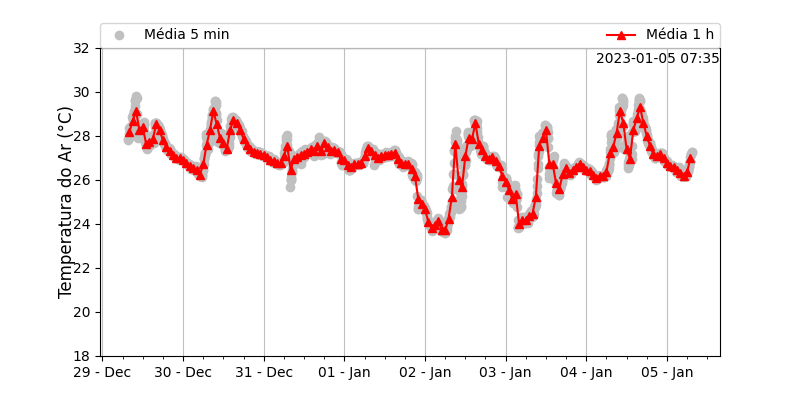 Média 5 min
Média 1 h
2023-01-05 07:35
Temperatura do Ar (°C)
32
30
28
26
24
22
20
18
29 - Dec
30 - Dec
31 - Dec
01 - Jan
02 - Jan
03 - Jan
04 - Jan
05 - Jan